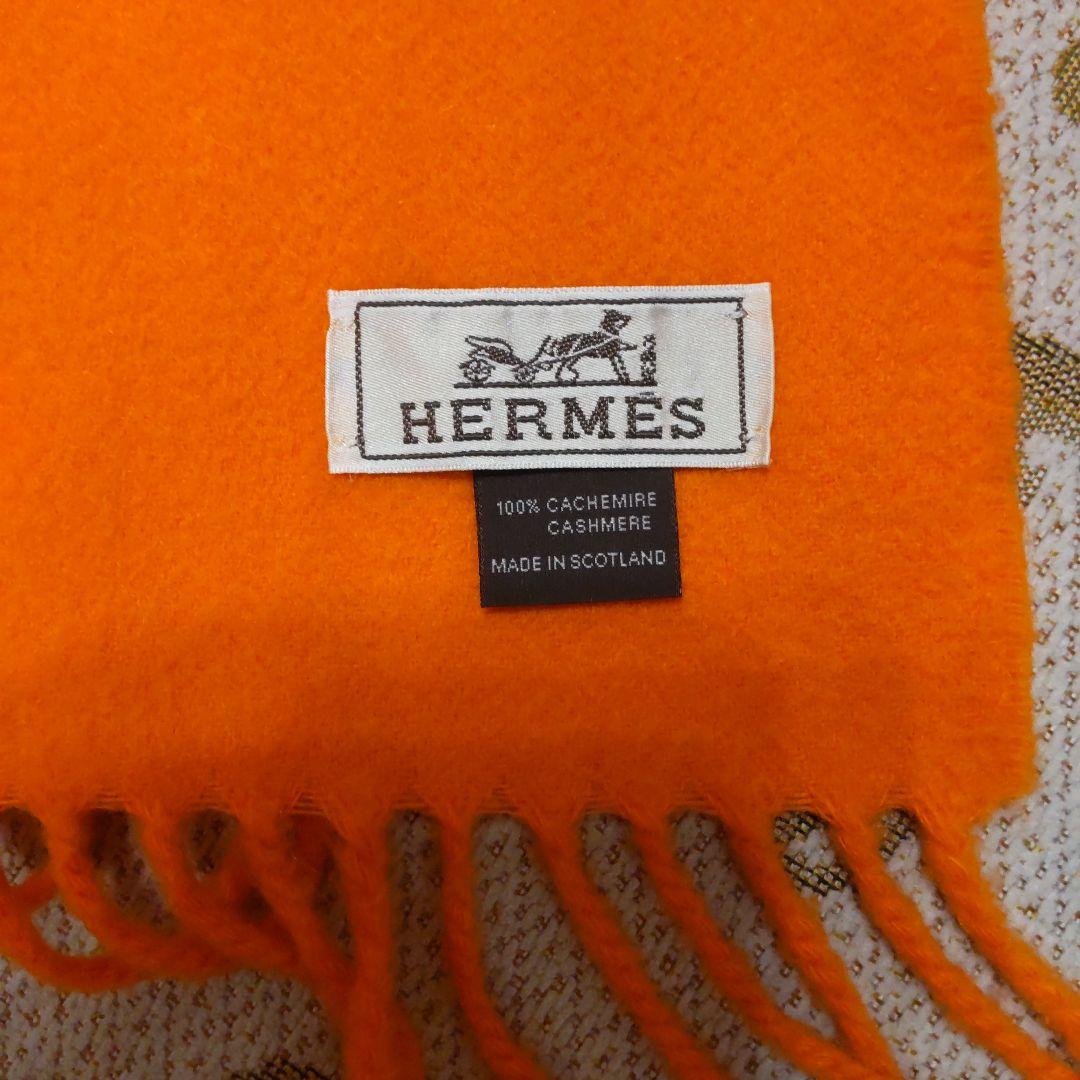 HERMÈS
100% CACHEMIRE
CASHMERE
MADE IN SCOTLAND